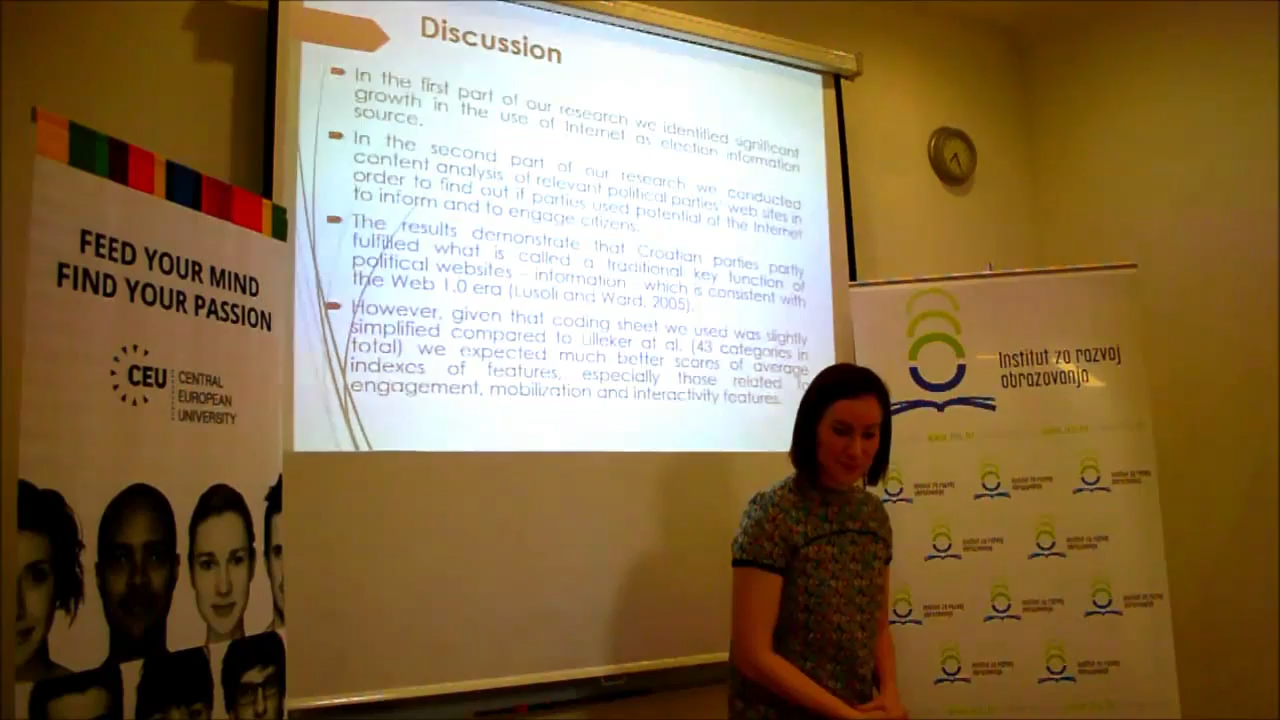 Discussion
In the first part of our research we identified significant
growth in the use of Internet as election information
source.
In the second part of our research we conducted
content analysis of relevant political parties' web sites in
order to find out if parties used potential of the Internet
to inform and to engage citizens.
The results demonstrate that Croatian parties partly
fulfilled what is called a traditional key function of
political websites – information - which is consistent with
the Web 1.0 era (Lusoli and Ward, 2005).
However, given that coding sheet we used was slightly
simplified compared to Lilleker at al. (43 categories in
total) we expected much better scores of average
indexes of features, especially those related to
engagement, mobilization and interactivity features.
FEED YOUR MIND
FIND YOUR PASSION
CEU
CENTRAL
EUROPEAN
UNIVERSITY
Institut za razvoj
obrazovanja